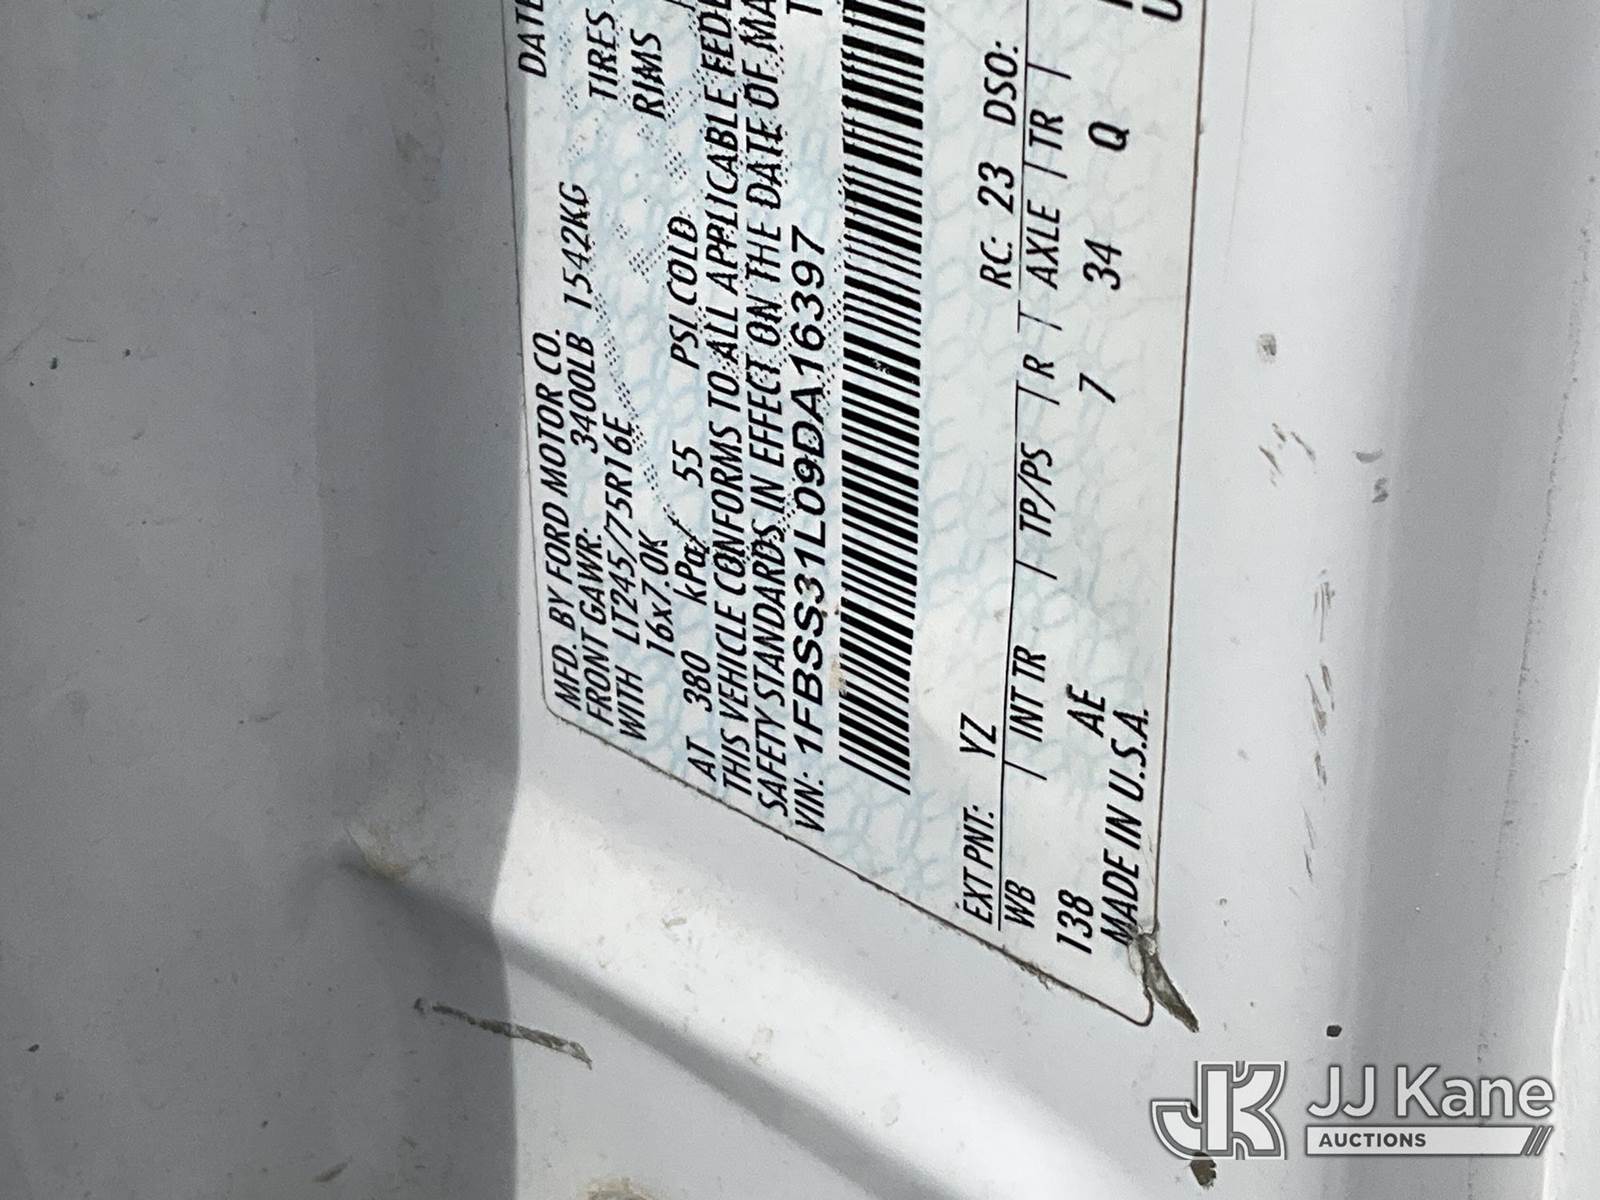 MFD. BY FORD MOTOR CO.
DATE
FRONT GAWR: 3400LB 1542KG
WITH LT245/75R16E TIRES
16x7.0K RIMS
AT 380 kPa/ 55 PSI COLD
THIS VEHICLE CONFORMS TO ALL APPLICABLE FEDE
SAFETY STANDARDS IN EFFECT ON THE DATE OF MA
VIN: 1FBSS31L09DA16397 T
EXT PNT: YZ RC: 23 DSO:
WB | INT TR | TP/PS | R | AXLE | TR |
138 AE 7 34 Q
MADE IN U.S.A.
JJ Kane
AUCTIONS